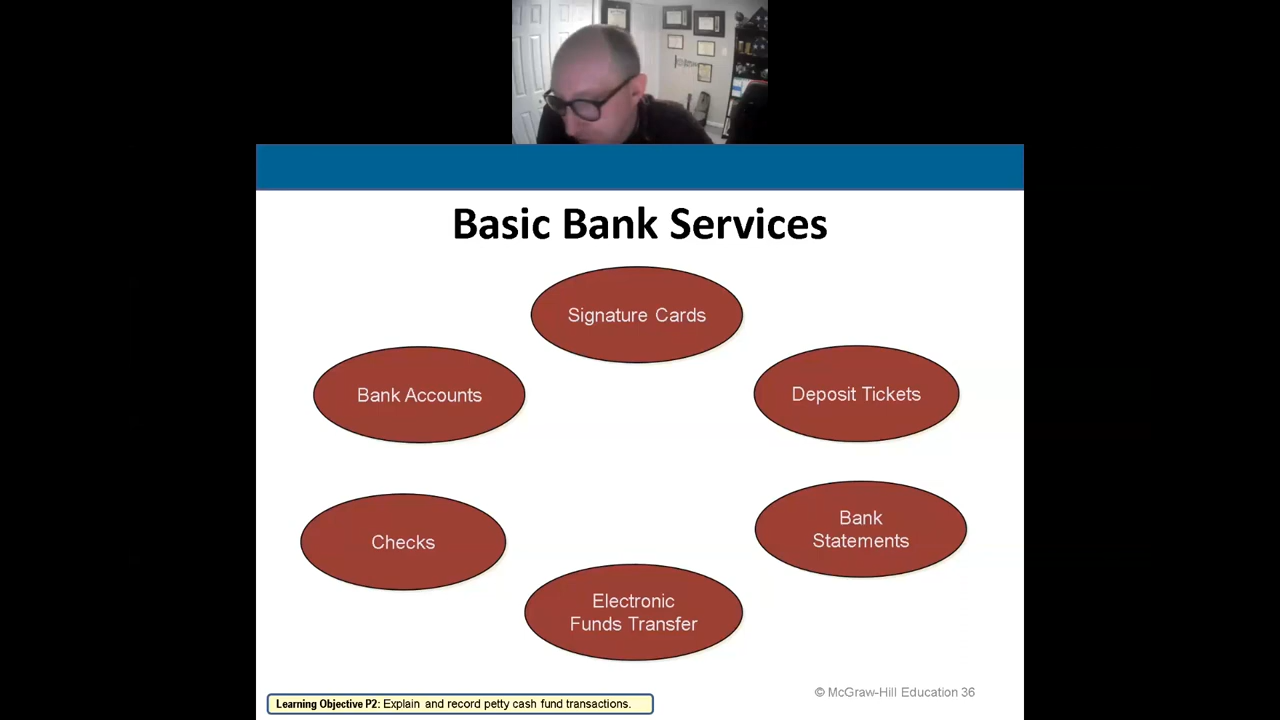 Basic Bank Services
Signature Cards
Bank Accounts
Deposit Tickets
Checks
Bank
Statements
Electronic
Funds Transfer
© McGraw-Hill Education 36
Learning Objective P2: Explain and record petty cash fund transactions.